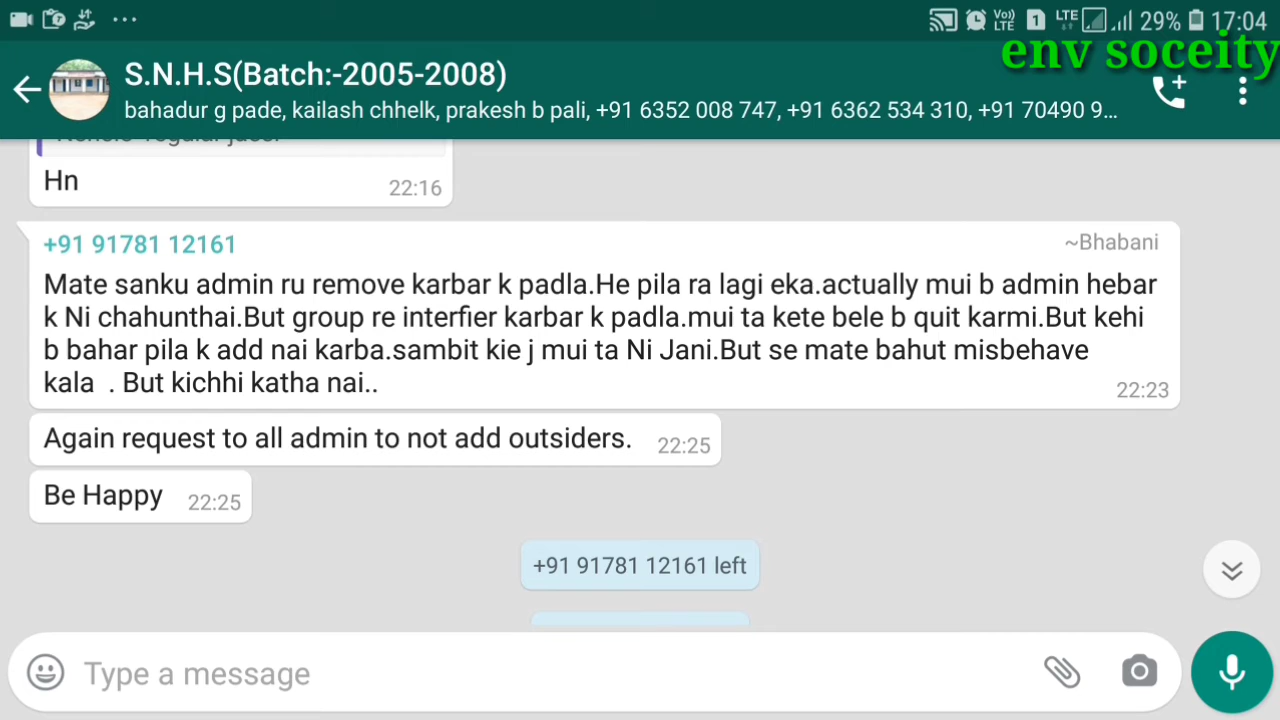 29% 17:04
env soceity
S.N.H.S(Batch:-2005-2008)
bahadur g pade, kailash chhelk, prakesh b pali, +91 6352 008 747, +91 6362 534 310, +91 70490 9...
Hn 22:16
+91 91781 12161 ~Bhabani
Mate sanku admin ru remove karbar k padla.He pila ra lagi eka.actually mui b admin hebar
k Ni chahunthai.But group re interfier karbar k padla.mui ta kete bele b quit karmi.But kehi
b bahar pila k add nai karba.sambit kie j mui ta Ni Jani.But se mate bahut misbehave
kala . But kichhi katha nai.. 22:23
Again request to all admin to not add outsiders. 22:25
Be Happy 22:25
+91 91781 12161 left
Type a message